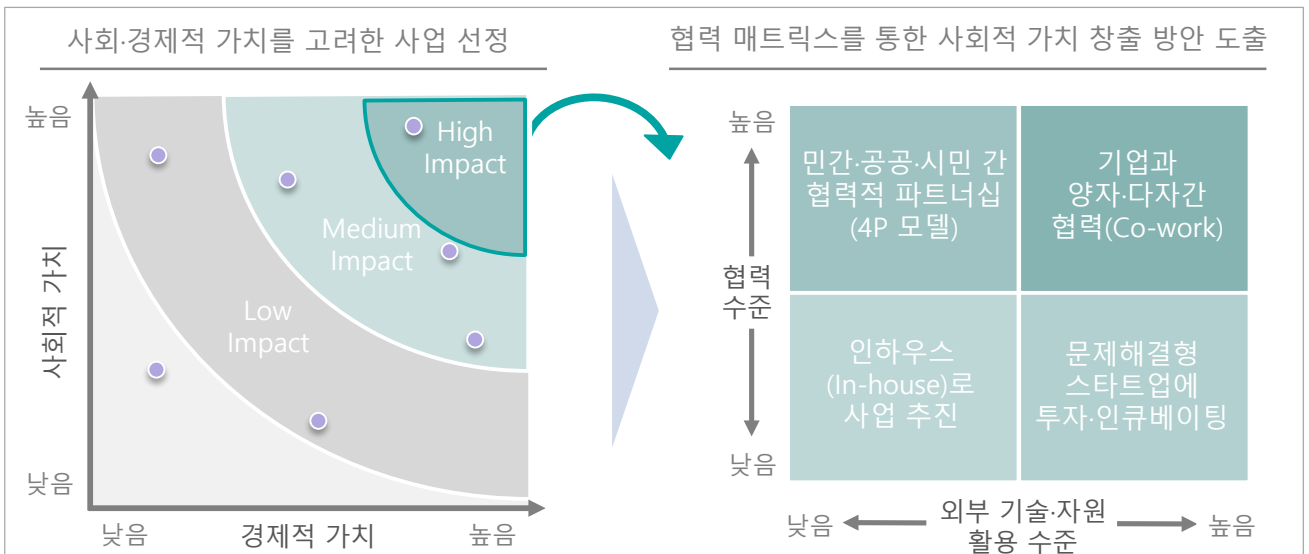 사회·경제적 가치를 고려한 사업 선정
높음
High
Impact
Medium
Impact
Low
Impact
사회적 가치
낮음
낮음
경제적 가치
높음
협력 매트릭스를 통한 사회적 가치 창출 방안 도출
높음
민간·공공·시민 간
협력적 파트너십
(4P 모델)
기업과
양자·다자간
협력(Co-work)
협력
수준
인하우스
(In-house)로
사업 추진
문제해결형
스타트업에
투자·인큐베이팅
낮음
낮음
외부 기술·자원
활용 수준
높음